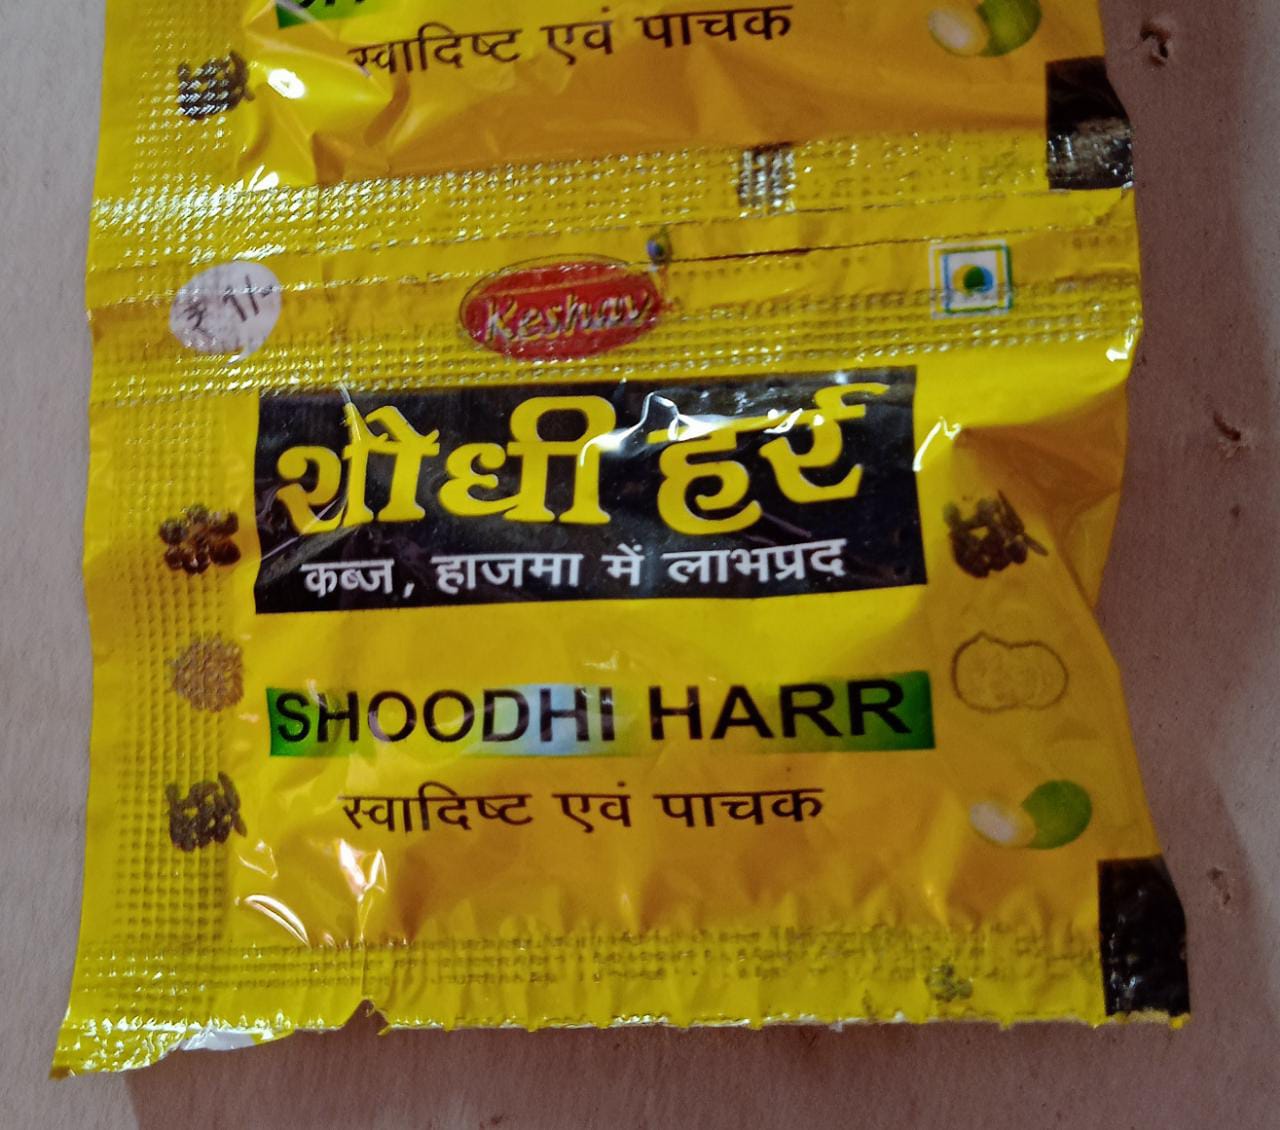 स्वादिष्ट एवं पाचक
₹ 1/-
Keshav
शोधी हर्र
कब्ज, हाजमा में लाभप्रद
SHOODHI HARR
स्वादिष्ट एवं पाचक